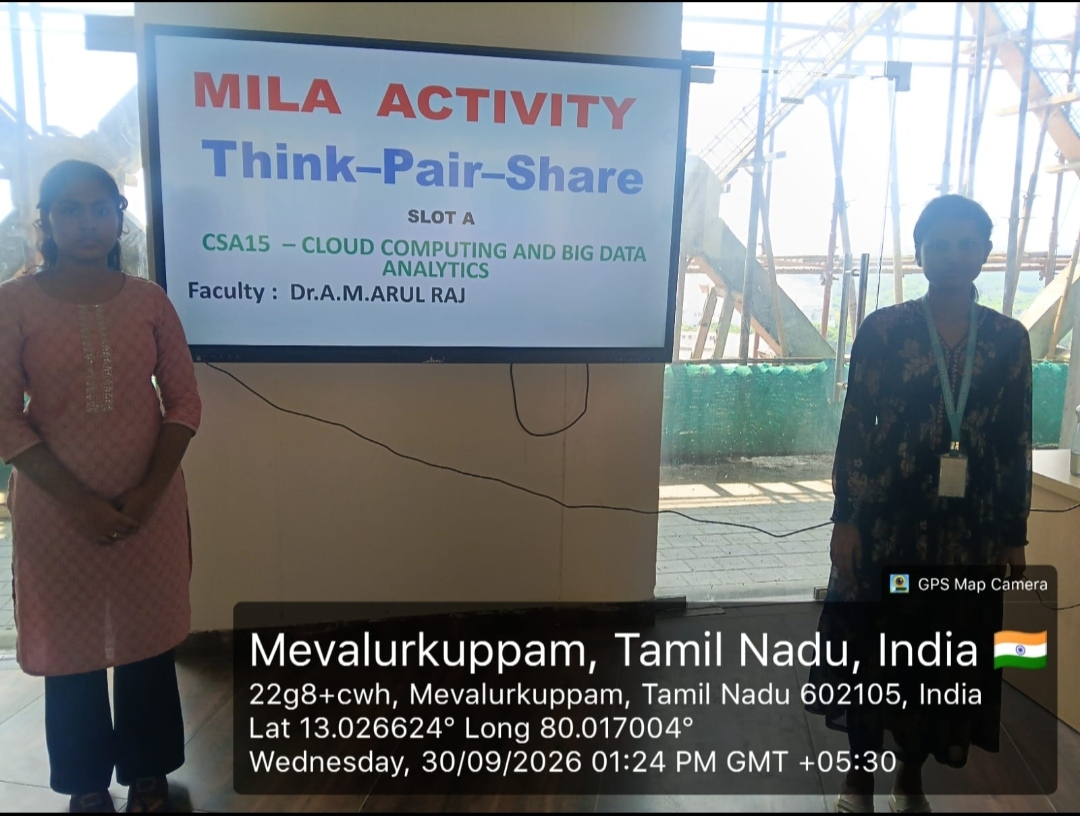 MILA ACTIVITY
Think–Pair–Share
SLOT A
CSA15 – CLOUD COMPUTING AND BIG DATA
ANALYTICS
Faculty : Dr.A.M.ARUL RAJ
GPS Map Camera
Mevalurkuppam, Tamil Nadu, India
22g8+cwh, Mevalurkuppam, Tamil Nadu 602105, India
Lat 13.026624° Long 80.017004°
Wednesday, 30/09/2026 01:24 PM GMT +05:30